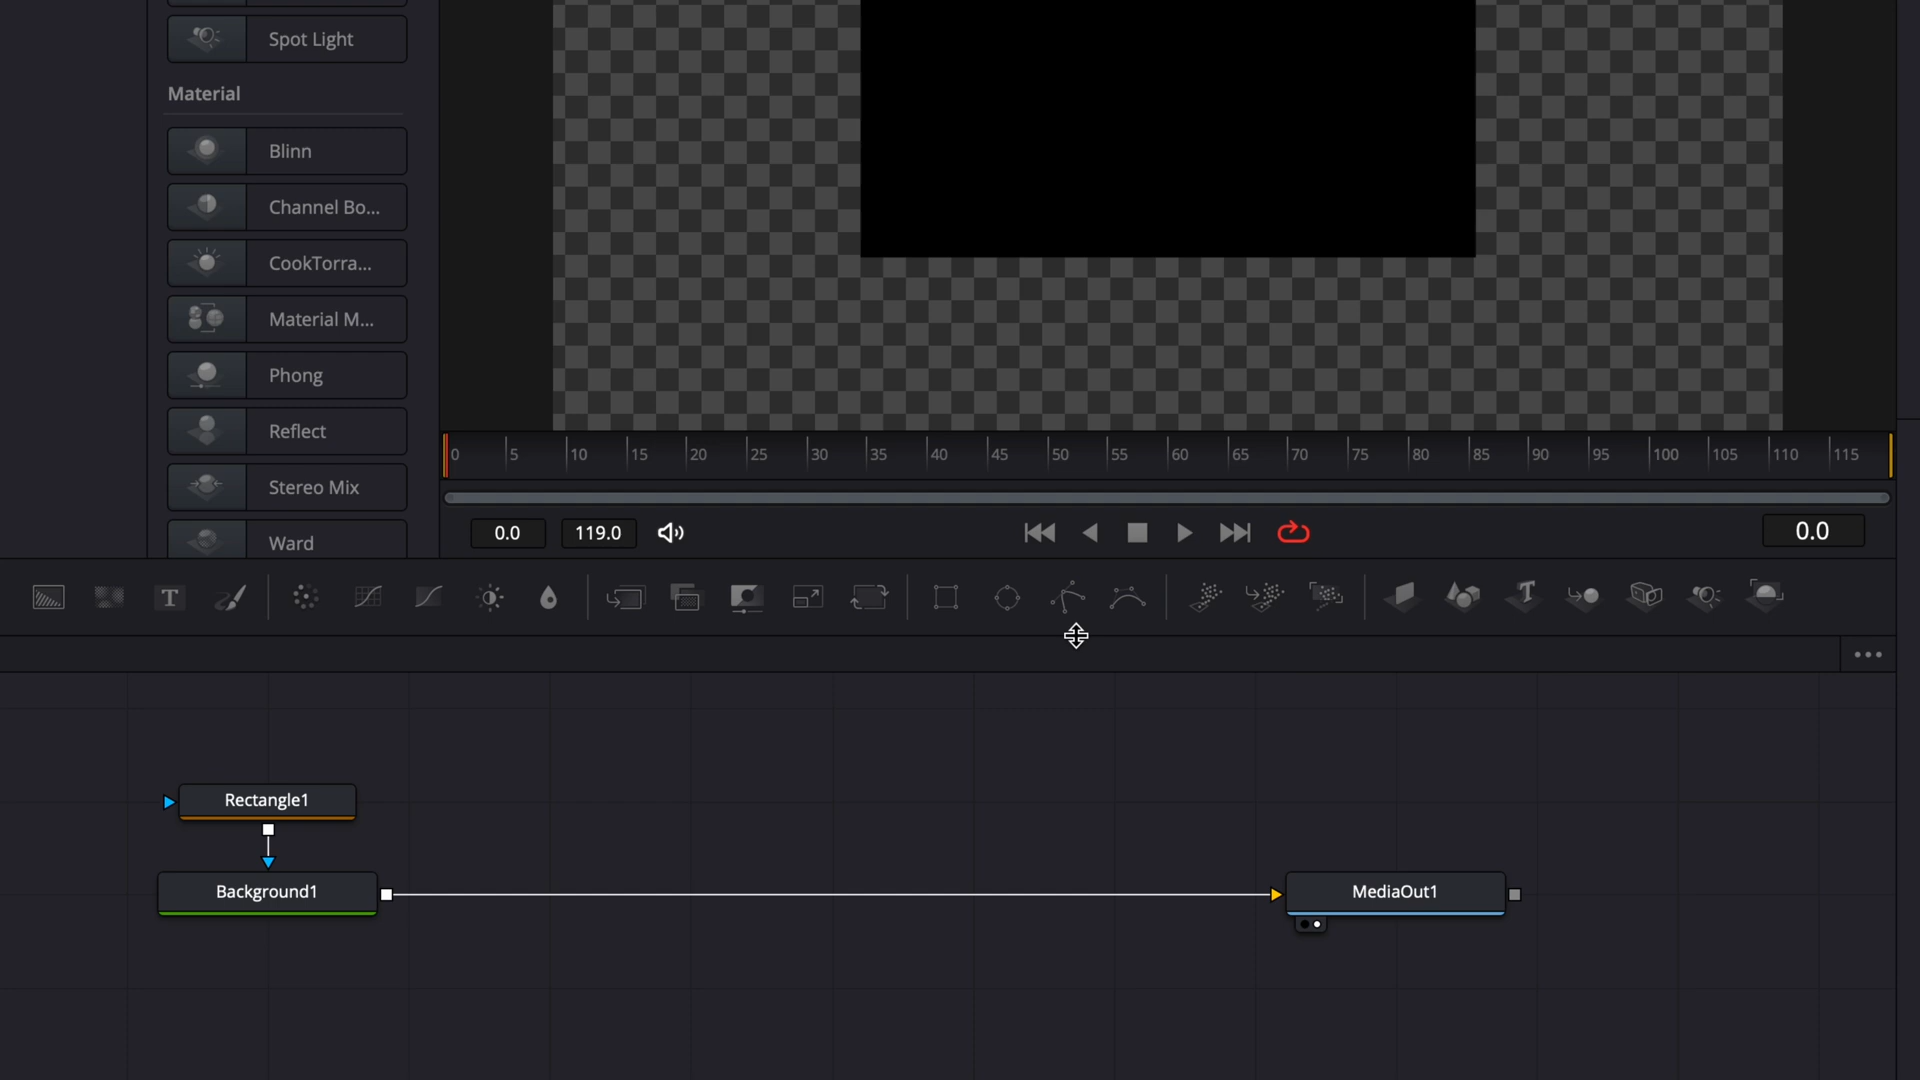 Spot Light
Material
Blinn
Channel Bo...
CookTorra...
Material M...
Phong
Reflect
Stereo Mix
Ward
0 5 10 15 20 25 30 35 40 45 50 55 60 65 70 75 80 85 90 95 100 105 110 115
0.0 119.0 0.0
T T
Rectangle1
Background1 MediaOut1